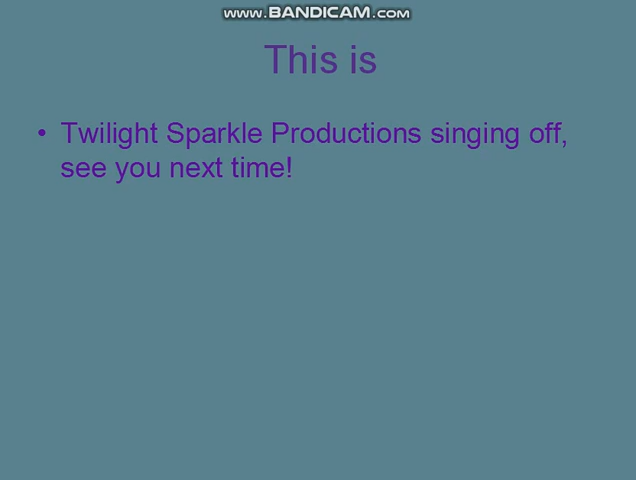 www.BANDICAM.com
This is
• Twilight Sparkle Productions singing off,
see you next time!